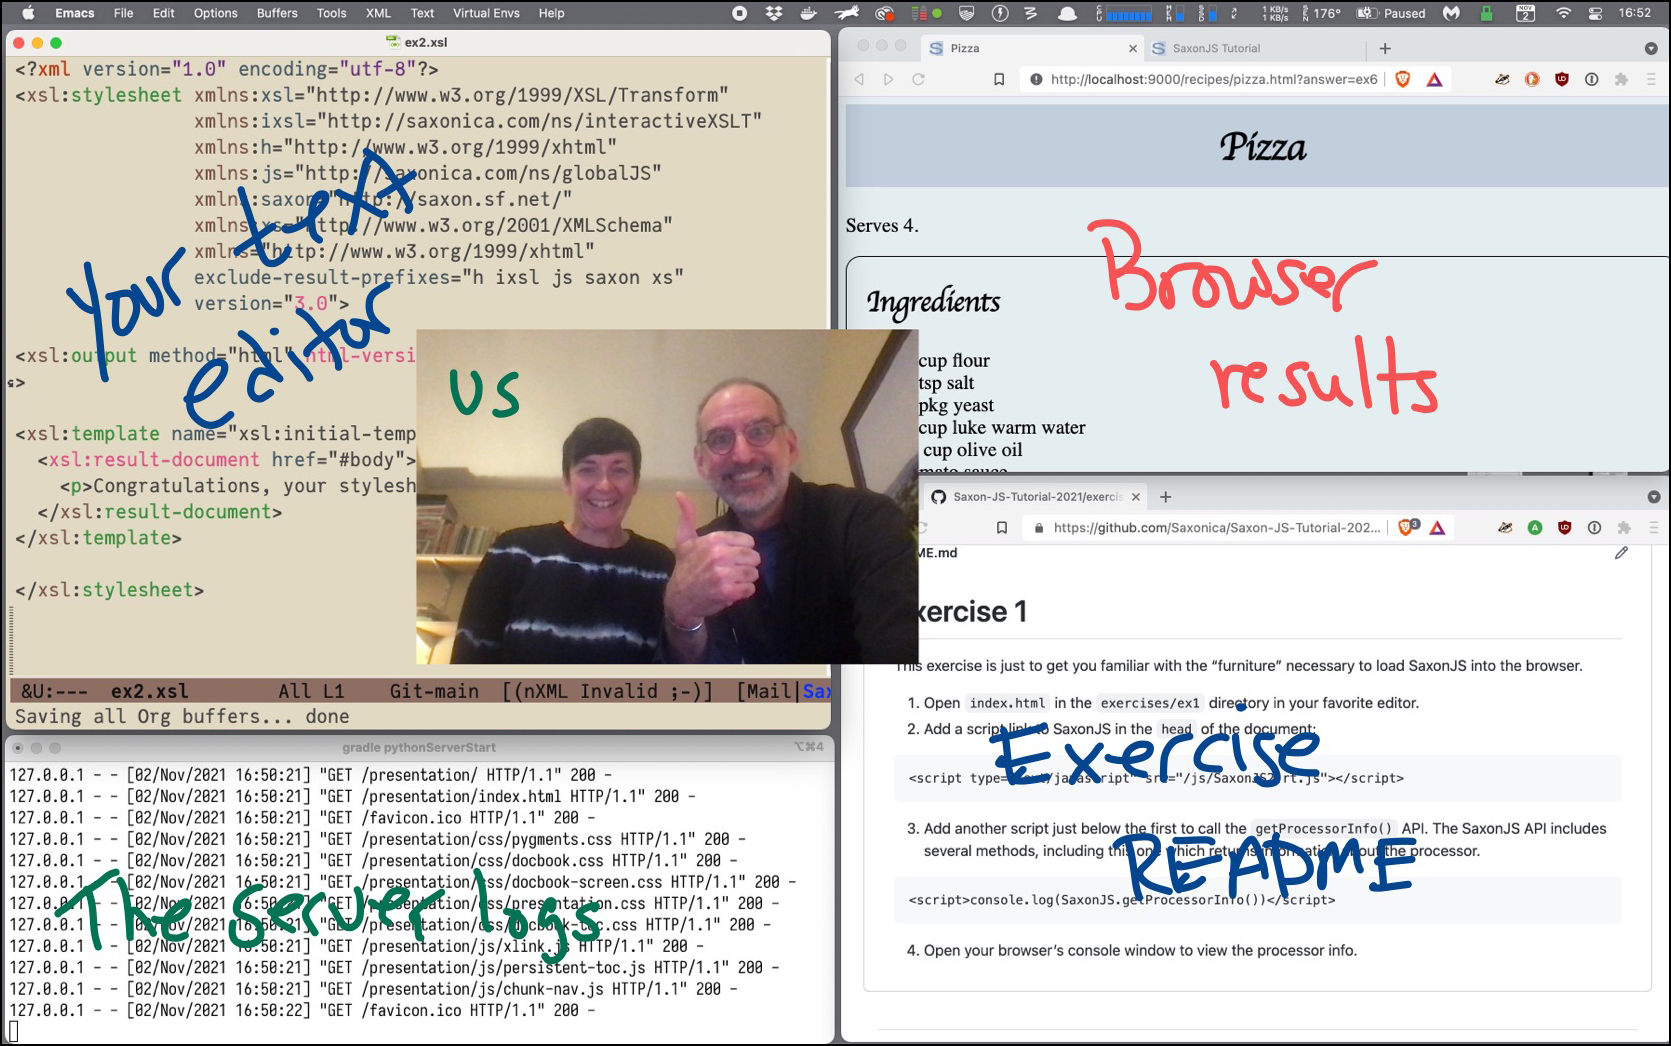 Emacs File Edit Options Buffers Tools XML Text Virtual Envs Help
1 KB/s
1 KB/s
176°
Paused
NOV
2
16:52
ex2.xsl
<?xml version="1.0" encoding="utf-8"?>
<xsl:stylesheet xmlns:xsl="http://www.w3.org/1999/XSL/Transform"
xmlns:ixsl="http://saxonica.com/ns/interactiveXSLT"
xmlns:h="http://www.w3.org/1999/xhtml"
xmlns:js="http://saxonica.com/ns/globalJS"
xmlns:saxon="http://saxon.sf.net/"
xmlns:xs="http://www.w3.org/2001/XMLSchema"
xmlns="http://www.w3.org/1999/xhtml"
exclude-result-prefixes="h ixsl js saxon xs"
version="3.0">
<xsl:output method="html" html-versi
>
<xsl:template name="xsl:initial-temp
<xsl:result-document href="#body">
<p>Congratulations, your stylesh
</xsl:result-document>
</xsl:template>
</xsl:stylesheet>
&U:--- ex2.xsl All L1 Git-main [(nXML Invalid ;-)] [Mail|Sax
Saving all Org buffers... done
Your text
editor
US
Pizza
SaxonJS Tutorial
http://localhost:9000/recipes/pizza.html?answer=ex6
Pizza
Serves 4.
Ingredients
cup flour
tsp salt
pkg yeast
cup luke warm water
cup olive oil
mato sauce
Browser
results
gradle pythonServerStart
⌥⌘4
127.0.0.1 - - [02/Nov/2021 16:50:21] "GET /presentation/ HTTP/1.1" 200 -
127.0.0.1 - - [02/Nov/2021 16:50:21] "GET /presentation/index.html HTTP/1.1" 200 -
127.0.0.1 - - [02/Nov/2021 16:50:21] "GET /favicon.ico HTTP/1.1" 200 -
127.0.0.1 - - [02/Nov/2021 16:50:21] "GET /presentation/css/pygments.css HTTP/1.1" 200 -
127.0.0.1 - - [02/Nov/2021 16:50:21] "GET /presentation/css/docbook.css HTTP/1.1" 200 -
127.0.0.1 - - [02/Nov/2021 16:50:21] "GET /presentation/css/docbook-screen.css HTTP/1.1" 200 -
127.0.0.1 - - [02/Nov/2021 16:50:21] "GET /presentation/css/presentation.css HTTP/1.1" 200 -
127.0.0.1 - - [02/Nov/2021 16:50:21] "GET /presentation/css/docbook-toc.css HTTP/1.1" 200 -
127.0.0.1 - - [02/Nov/2021 16:50:21] "GET /presentation/js/xlink.js HTTP/1.1" 200 -
127.0.0.1 - - [02/Nov/2021 16:50:21] "GET /presentation/js/persistent-toc.js HTTP/1.1" 200 -
127.0.0.1 - - [02/Nov/2021 16:50:21] "GET /presentation/js/chunk-nav.js HTTP/1.1" 200 -
127.0.0.1 - - [02/Nov/2021 16:50:22] "GET /favicon.ico HTTP/1.1" 200 -
The server logs
Saxon-JS-Tutorial-2021/exercis
https://github.com/Saxonica/Saxon-JS-Tutorial-202...
ME.md
xercise 1
This exercise is just to get you familiar with the “furniture” necessary to load SaxonJS into the browser.
1. Open index.html in the exercises/ex1 directory in your favorite editor.
2. Add a script link to SaxonJS in the head of the document:
<script type="text/javascript" src="/js/SaxonJS2.rt.js"></script>
3. Add another script just below the first to call the getProcessorInfo() API. The SaxonJS API includes
several methods, including this one which returns information about the processor.
<script>console.log(SaxonJS.getProcessorInfo())</script>
4. Open your browser’s console window to view the processor info.
Exercise
README